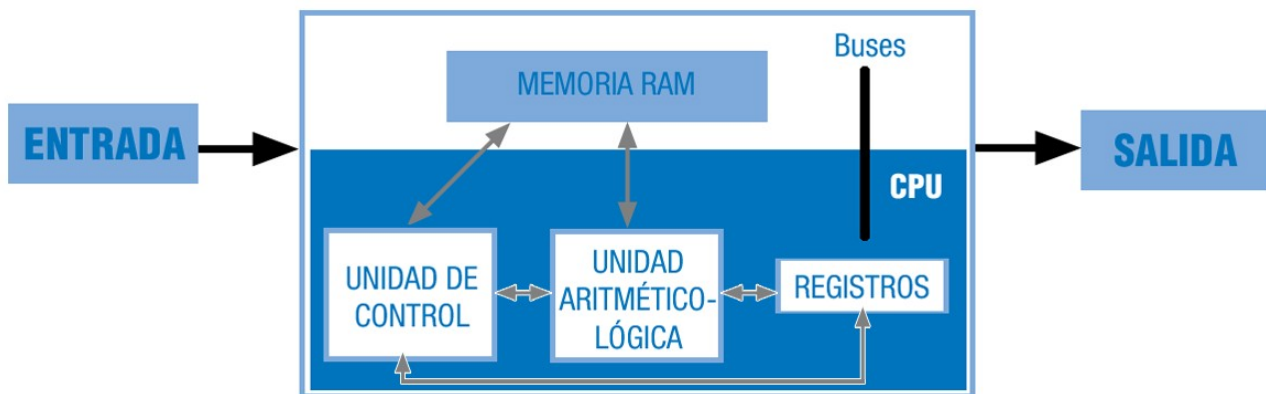 Buses
MEMORIA RAM
ENTRADA
SALIDA
CPU
UNIDAD DE
CONTROL
UNIDAD
ARITMÉTICO-
LÓGICA
REGISTROS